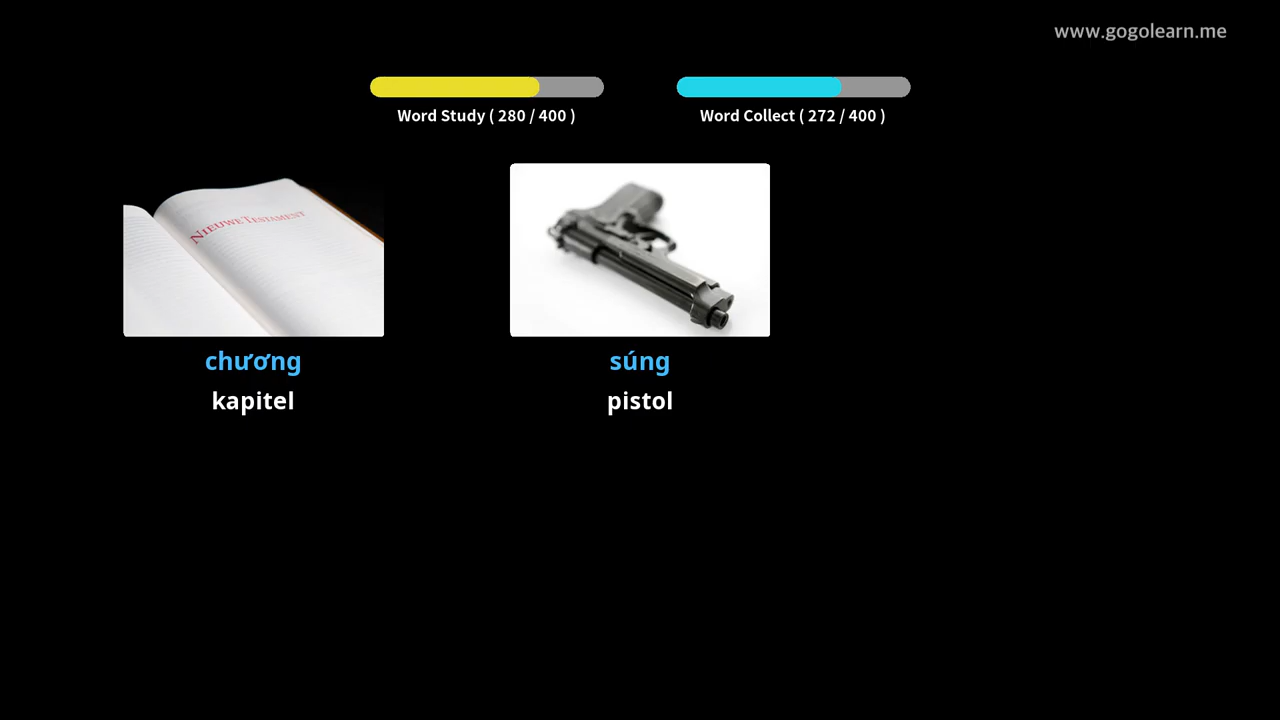 www.gogolearn.me
Word Study ( 280 / 400 )
Word Collect ( 272 / 400 )
NIEUWE TESTAMENT
chương
súng
kapitel
pistol